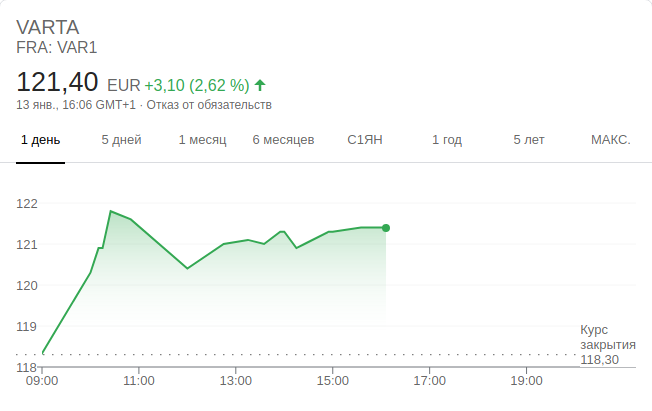 VARTA
FRA: VAR1
121,40 EUR +3,10 (2,62 %)
13 янв., 16:06 GMT+1 · Отказ от обязательств
1 день 5 дней 1 месяц 6 месяцев С1ЯН 1 год 5 лет МАКС.
122
121
120
119
118
Курс
закрытия
118,30
09:00 11:00 13:00 15:00 17:00 19:00